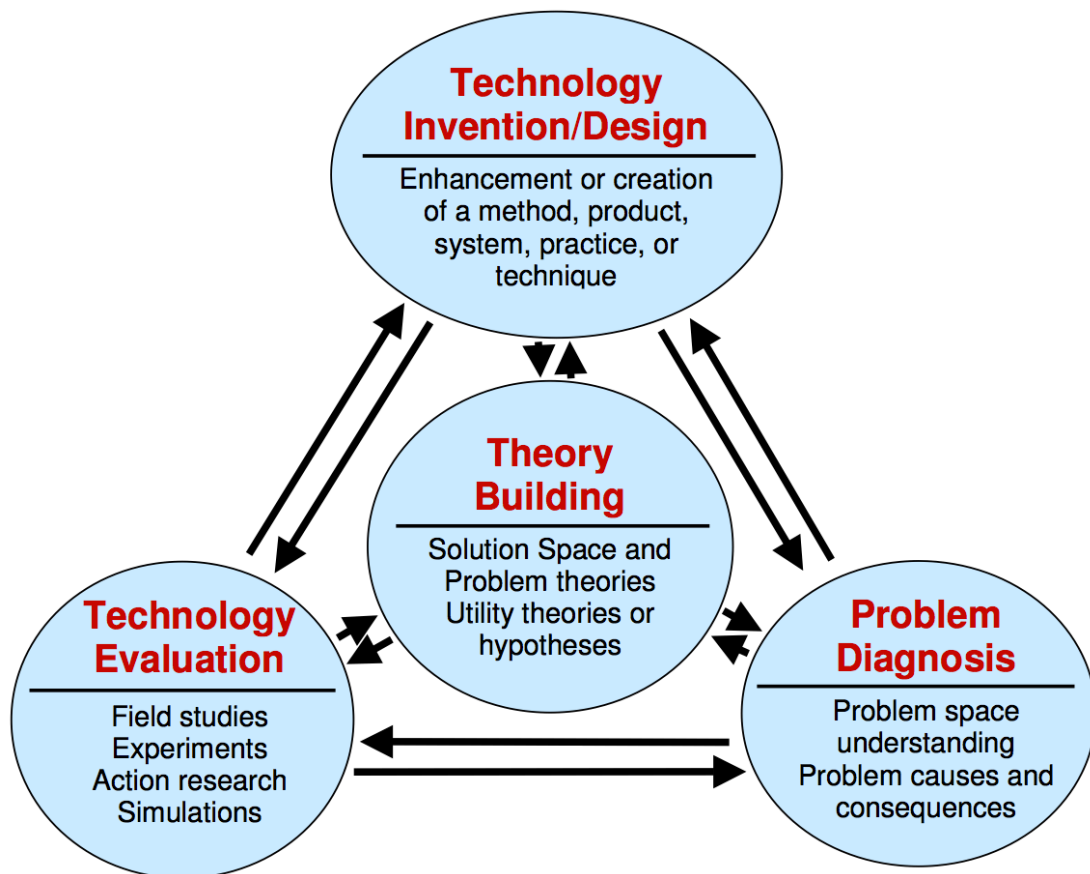 Technology
Invention/Design
Enhancement or creation
of a method, product,
system, practice, or
technique
Theory
Building
Solution Space and
Problem theories
Utility theories or
hypotheses
Technology
Evaluation
Field studies
Experiments
Action research
Simulations
Problem
Diagnosis
Problem space
understanding
Problem causes and
consequences